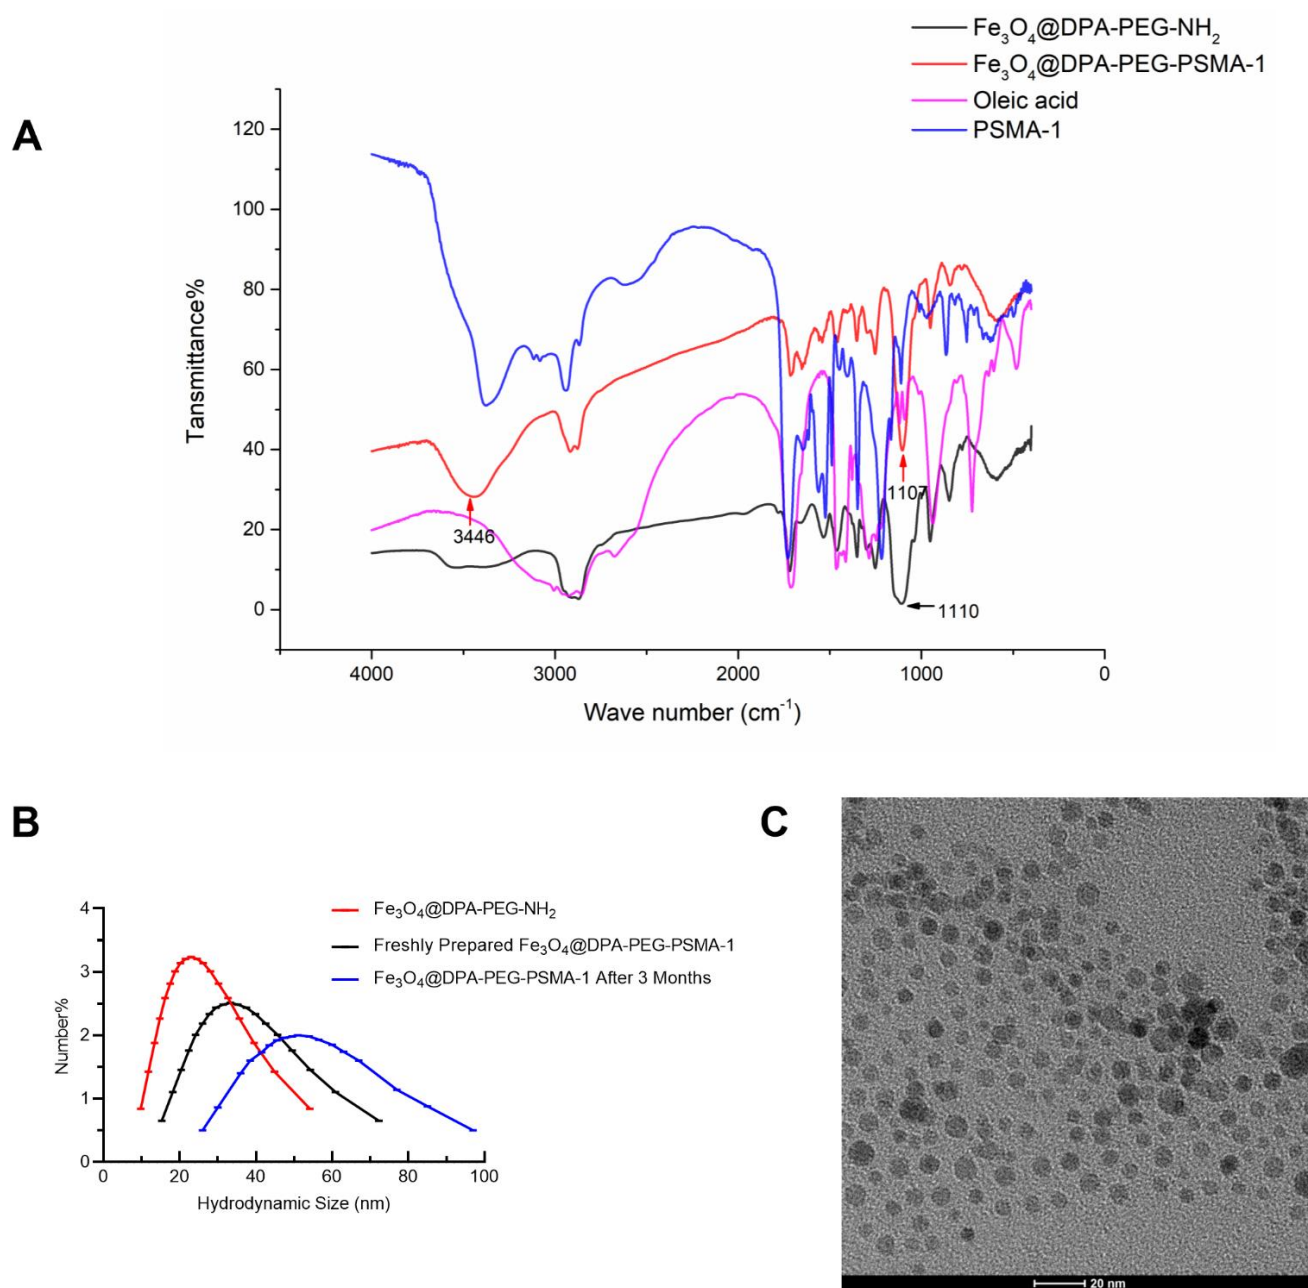 A
Fe₃O₄@DPA-PEG-NH₂
Fe₃O₄@DPA-PEG-PSMA-1
Oleic acid
PSMA-1
Tansmittance%
120
100
80
60
40
20
0
3446
1107
1110
4000
3000
2000
1000
0
Wave number (cm⁻¹)
B
Fe₃O₄@DPA-PEG-NH₂
Freshly Prepared Fe₃O₄@DPA-PEG-PSMA-1
Fe₃O₄@DPA-PEG-PSMA-1 After 3 Months
Number%
4
3
2
1
0
0
20
40
60
80
100
Hydrodynamic Size (nm)
C
20 nm